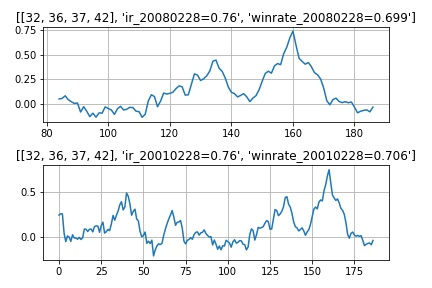 [[32, 36, 37, 42], 'ir_20080228=0.76', 'winrate_20080228=0.699']
0.75
0.50
0.25
0.00
80 100 120 140 160 180
[[32, 36, 37, 42], 'ir_20010228=0.76', 'winrate_20010228=0.706']
0.5
0.0
0 25 50 75 100 125 150 175